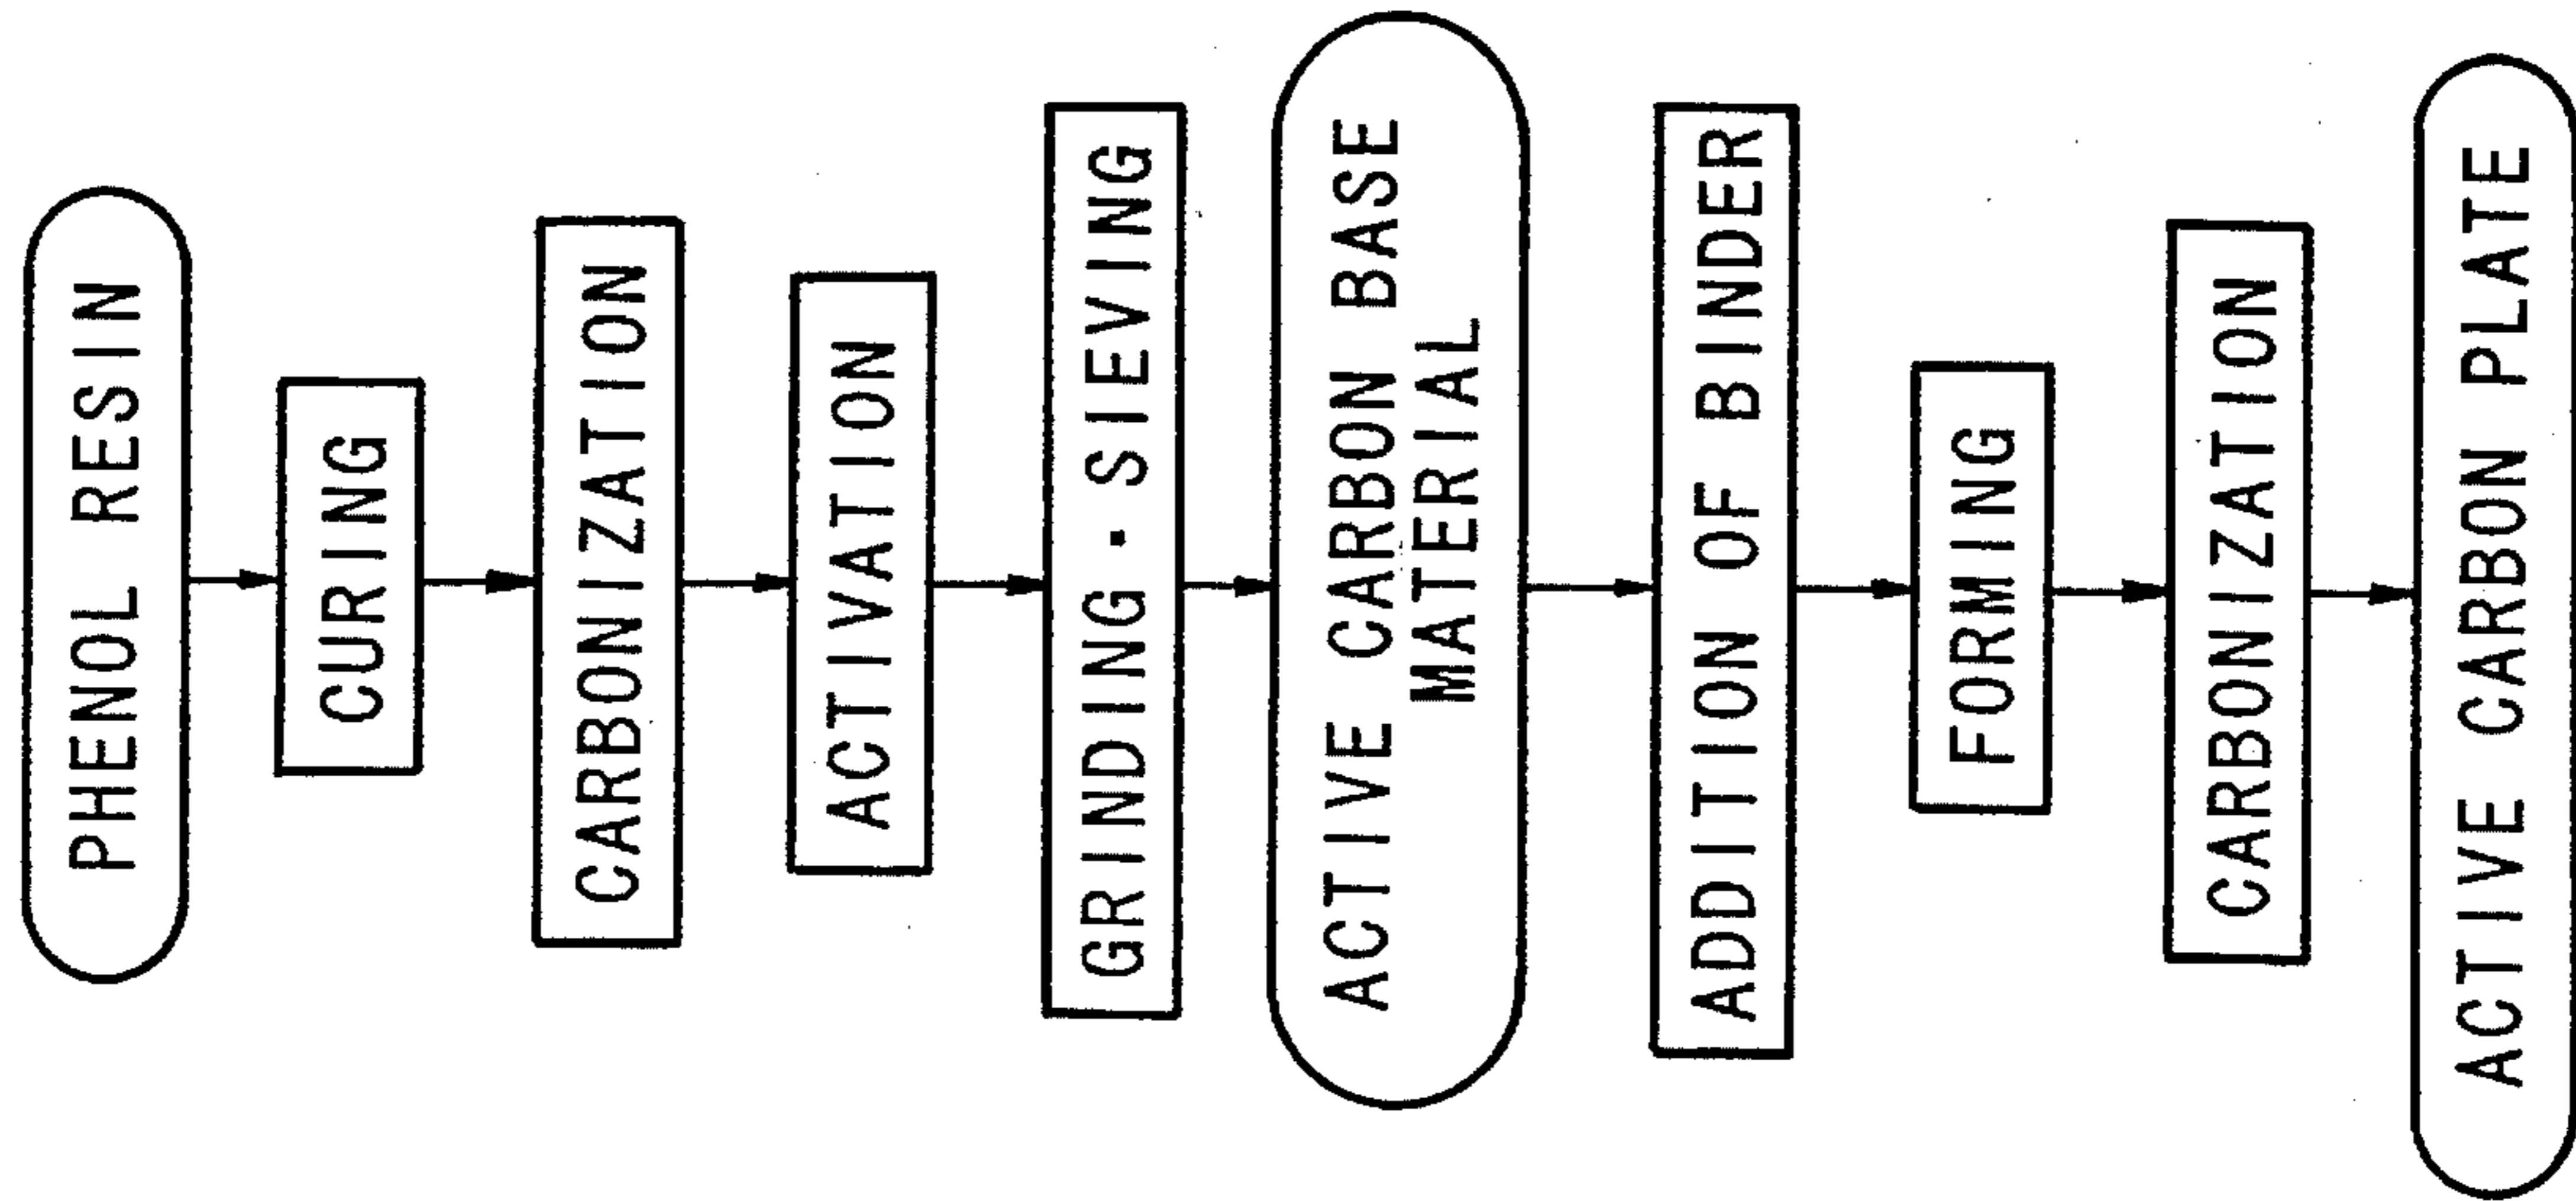 PHENOL RESIN
CURING
CARBONIZATION
ACTIVATION
GRINDING · SIEVING
ACTIVE CARBON BASE
MATERIAL
ADDITION OF BINDER
FORMING
CARBONIZATION
ACTIVE CARBON PLATE